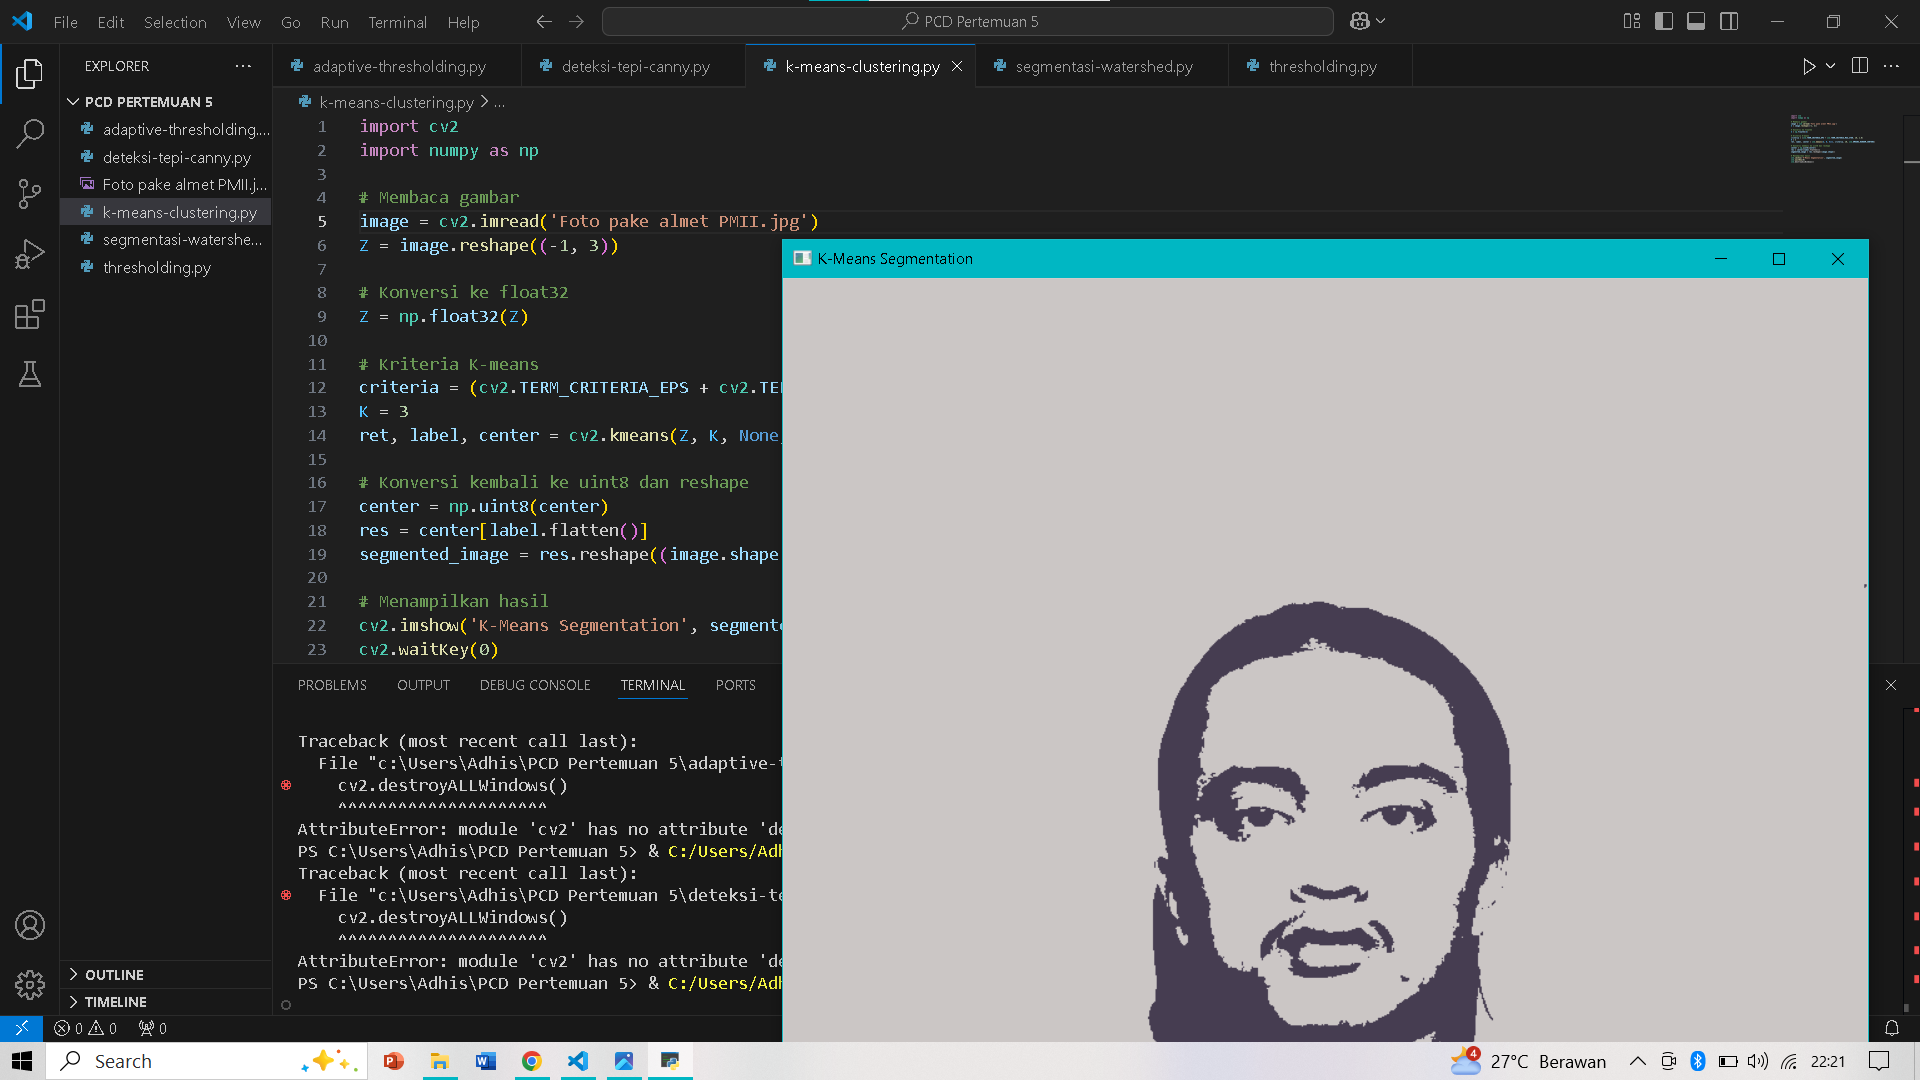 File Edit Selection View Go Run Terminal Help
PCD Pertemuan 5
EXPLORER
adaptive-thresholding.py
deteksi-tepi-canny.py
k-means-clustering.py
segmentasi-watershed.py
thresholding.py
PCD PERTEMUAN 5
adaptive-thresholding....
deteksi-tepi-canny.py
Foto pake almet PMII.j...
k-means-clustering.py
segmentasi-watershe...
thresholding.py
OUTLINE
TIMELINE
k-means-clustering.py > ...
1 import cv2
2 import numpy as np
3
4 # Membaca gambar
5 image = cv2.imread('Foto pake almet PMII.jpg')
6 Z = image.reshape((-1, 3))
7
8 # Konversi ke float32
9 Z = np.float32(Z)
10
11 # Kriteria K-means
12 criteria = (cv2.TERM_CRITERIA_EPS + cv2.TE
13 K = 3
14 ret, label, center = cv2.kmeans(Z, K, None,
15
16 # Konversi kembali ke uint8 dan reshape
17 center = np.uint8(center)
18 res = center[label.flatten()]
19 segmented_image = res.reshape((image.shape
20
21 # Menampilkan hasil
22 cv2.imshow('K-Means Segmentation', segment
23 cv2.waitKey(0)
K-Means Segmentation
PROBLEMS OUTPUT DEBUG CONSOLE TERMINAL PORTS
Traceback (most recent call last):
File "c:\Users\Adhis\PCD Pertemuan 5\adaptive-t
cv2.destroyALLWindows()
^^^^^^^^^^^^^^^^^^^^^
AttributeError: module 'cv2' has no attribute 'de
PS C:\Users\Adhis\PCD Pertemuan 5> & C:/Users/Adh
Traceback (most recent call last):
File "c:\Users\Adhis\PCD Pertemuan 5\deteksi-te
cv2.destroyALLWindows()
^^^^^^^^^^^^^^^^^^^^^
AttributeError: module 'cv2' has no attribute 'de
PS C:\Users\Adhis\PCD Pertemuan 5> & C:/Users/Adh
0 0 0
Search
4
27°C Berawan
22:21